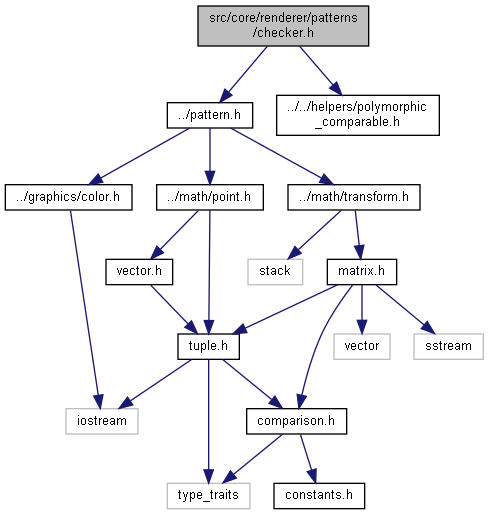 src/core/renderer/patterns
/checker.h
../pattern.h
../../helpers/polymorphic
_comparable.h
../graphics/color.h
../math/point.h
../math/transform.h
vector.h
stack
matrix.h
tuple.h
vector
sstream
iostream
comparison.h
type_traits
constants.h